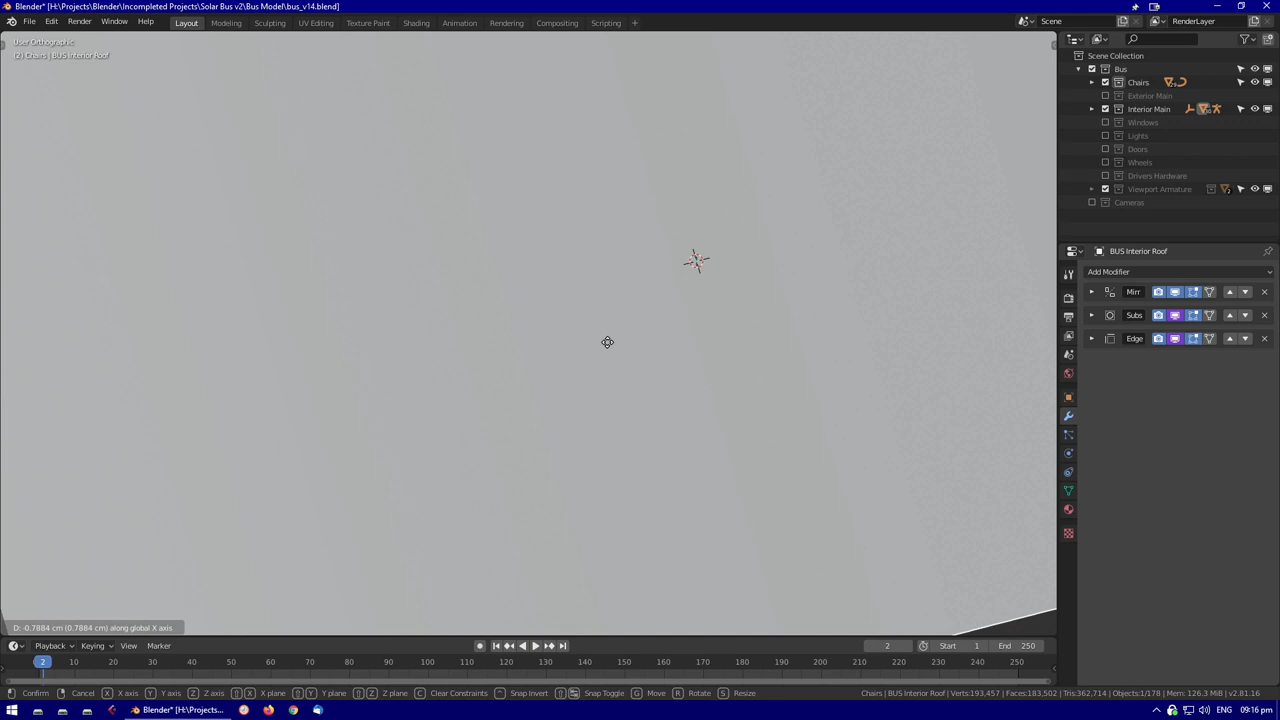 Blender* [H:\Projects\Blender\Incompleted Projects\Solar Bus v2\Bus Model\bus_v14.blend]
File Edit Render Window Help Layout Modeling Sculpting UV Editing Texture Paint Shading Animation Rendering Compositing Scripting + Scene RenderLayer
User Orthographic
(2) Chairs | BUS Interior Roof
Scene Collection
Bus
Chairs
Exterior Main
Interior Main
Windows
Lights
Doors
Wheels
Drivers Hardware
Viewport Armature
Cameras
BUS Interior Roof
Add Modifier
Mirr
Subs
Edge
D: -0.7884 cm (0.7884 cm) along global X axis
Playback Keying View Marker 2 Start 1 End 250
2 10 20 30 40 50 60 70 80 90 100 110 120 130 140 150 160 170 180 190 200 210 220 230 240 250
Confirm Cancel X X axis Y Y axis Z Z axis X X plane Y Y plane Z Z plane C Clear Constraints Snap Invert Snap Toggle G Move R Rotate S Resize Chairs | BUS Interior Roof | Verts:193,457 | Faces:183,502 | Tris:362,714 | Objects:1/178 | Mem: 126.3 MiB | v2.81.16
Blender* [H:\Projects... ENG 09:16 pm